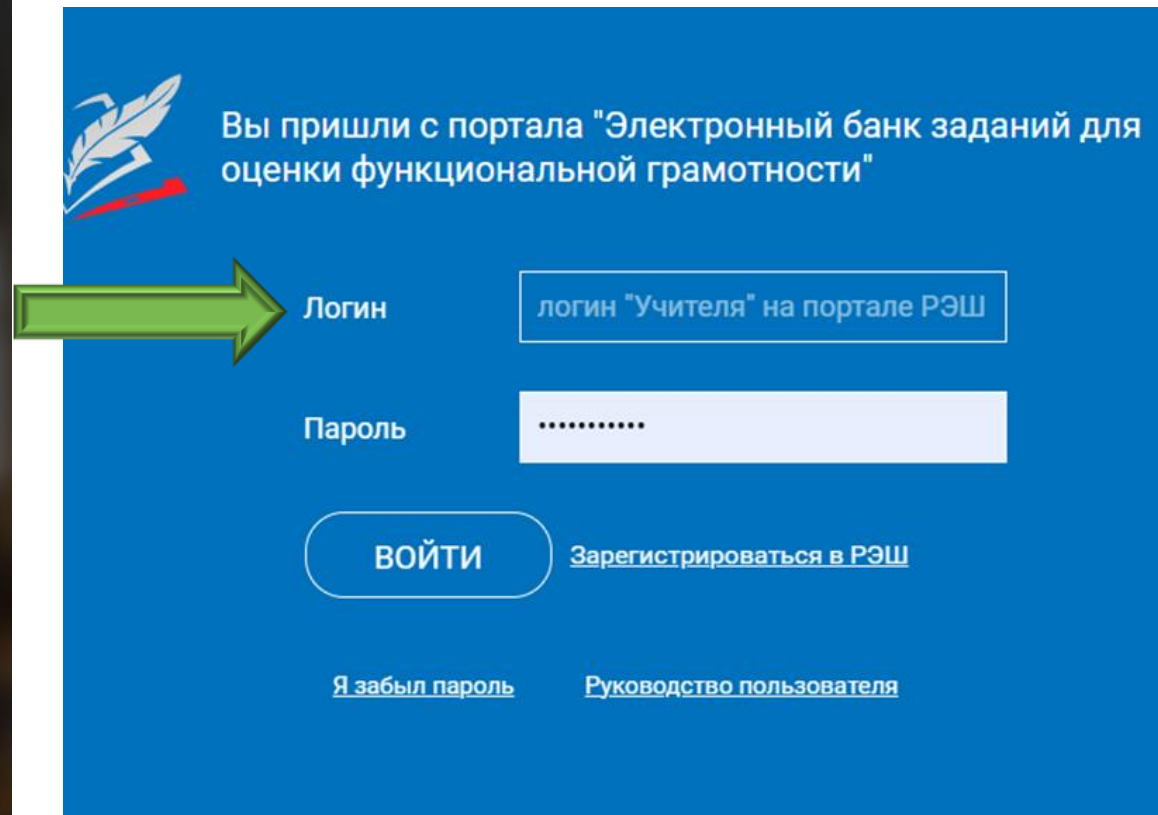 Вы пришли с портала "Электронный банк заданий для
оценки функциональной грамотности"
Логин
логин "Учителя" на портале РЭШ
Пароль
•••••••••••
ВОЙТИ
Зарегистрироваться в РЭШ
Я забыл пароль
Руководство пользователя